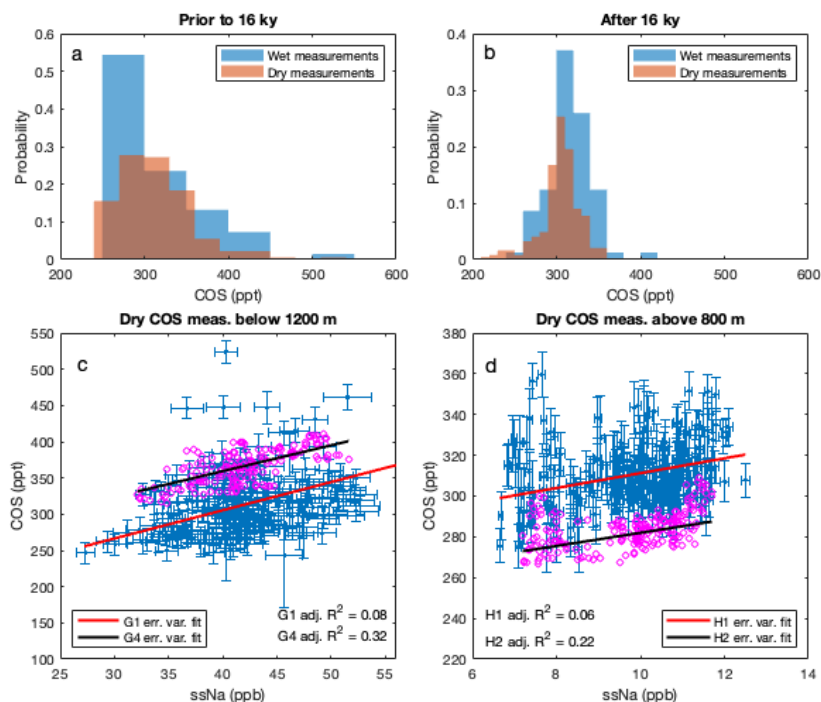 Prior to 16 ky
After 16 ky
a
b
Wet measurements
Dry measurements
Wet measurements
Dry measurements
Probability
Probability
0.6
0.5
0.4
0.3
0.2
0.1
0
0.4
0.3
0.2
0.1
0
200 300 400 500 600
200 300 400 500 600
COS (ppt)
COS (ppt)
Dry COS meas. below 1200 m
Dry COS meas. above 800 m
c
d
COS (ppt)
COS (ppt)
550
500
450
400
350
300
250
200
150
100
380
360
340
320
300
280
260
240
220
G1 err. var. fit
G4 err. var. fit
G1 adj. R² = 0.08
G4 adj. R² = 0.32
H1 adj. R² = 0.06
H2 adj. R² = 0.22
H1 err. var. fit
H2 err. var. fit
25 30 35 40 45 50 55
6 8 10 12 14
ssNa (ppb)
ssNa (ppb)